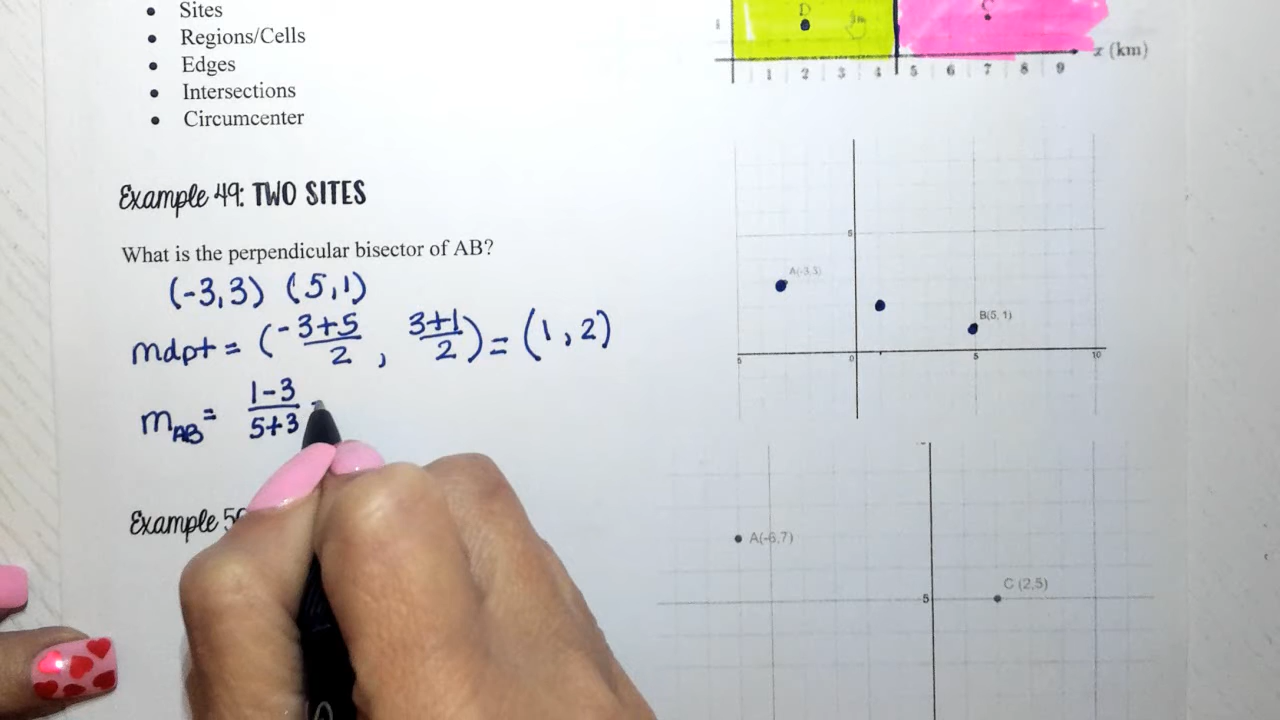 • Sites
• Regions/Cells
• Edges
• Intersections
• Circumcenter
D
C
1
x (km)
1 2 3 4 5 6 7 8 9
Example 49: TWO SITES
What is the perpendicular bisector of AB?
(-3,3) (5,1)
mdpt = (-3+5/2, 3+1/2) = (1,2)
m_AB = 1-3/5+3
5
A(-3,3)
B(5, 1)
5 0 5 10
Example 50
A(-6,7)
C (2,5)
5